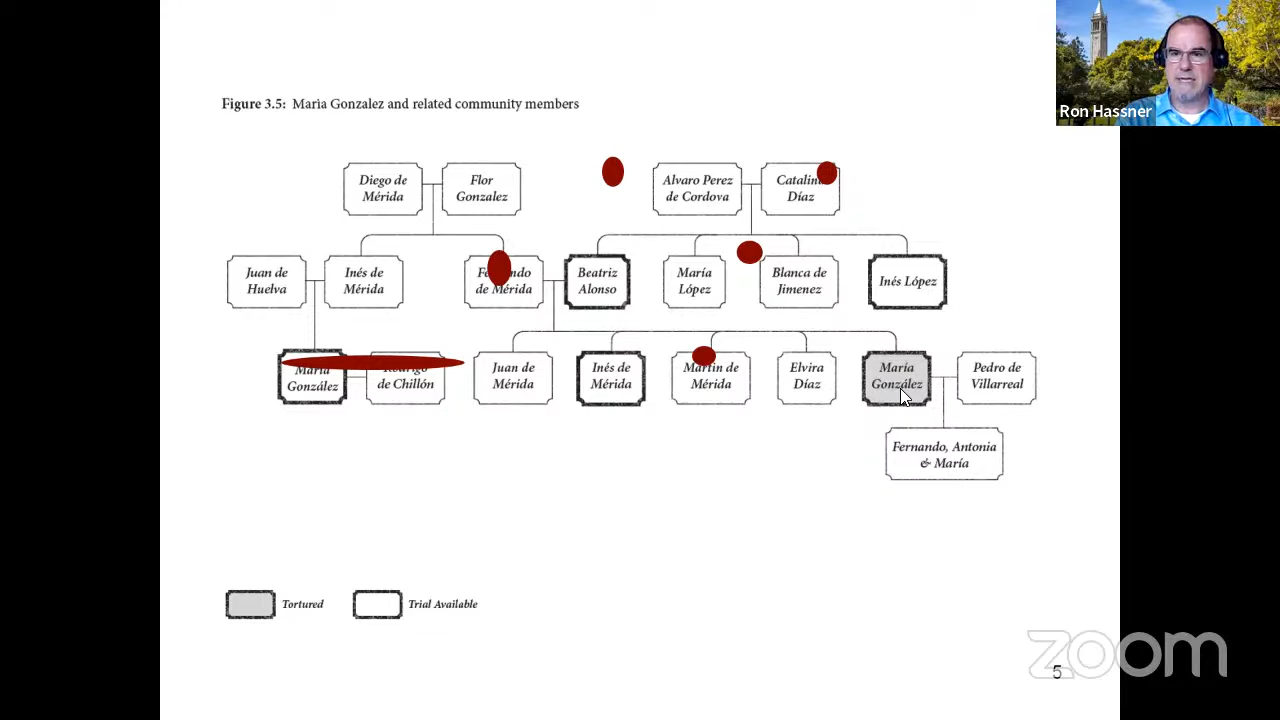 Ron Hassner
Figure 3.5: María Gonzalez and related community members
Diego de
Mérida
Flor
Gonzalez
Alvaro Perez
de Cordova
Díaz
Juan de
Huelva
Inés de
Mérida
de Mérida
Beatriz
Alonso
María
López
Blanca de
Jimenez
Inés López
María
González
Rodrigo
de Chillón
Juan de
Mérida
Inés de
Mérida
Martín de
Mérida
Elvira
Díaz
María
González
Pedro de
Villarreal
Fernando, Antonia
& María
Tortured
Trial Available
zoom
5